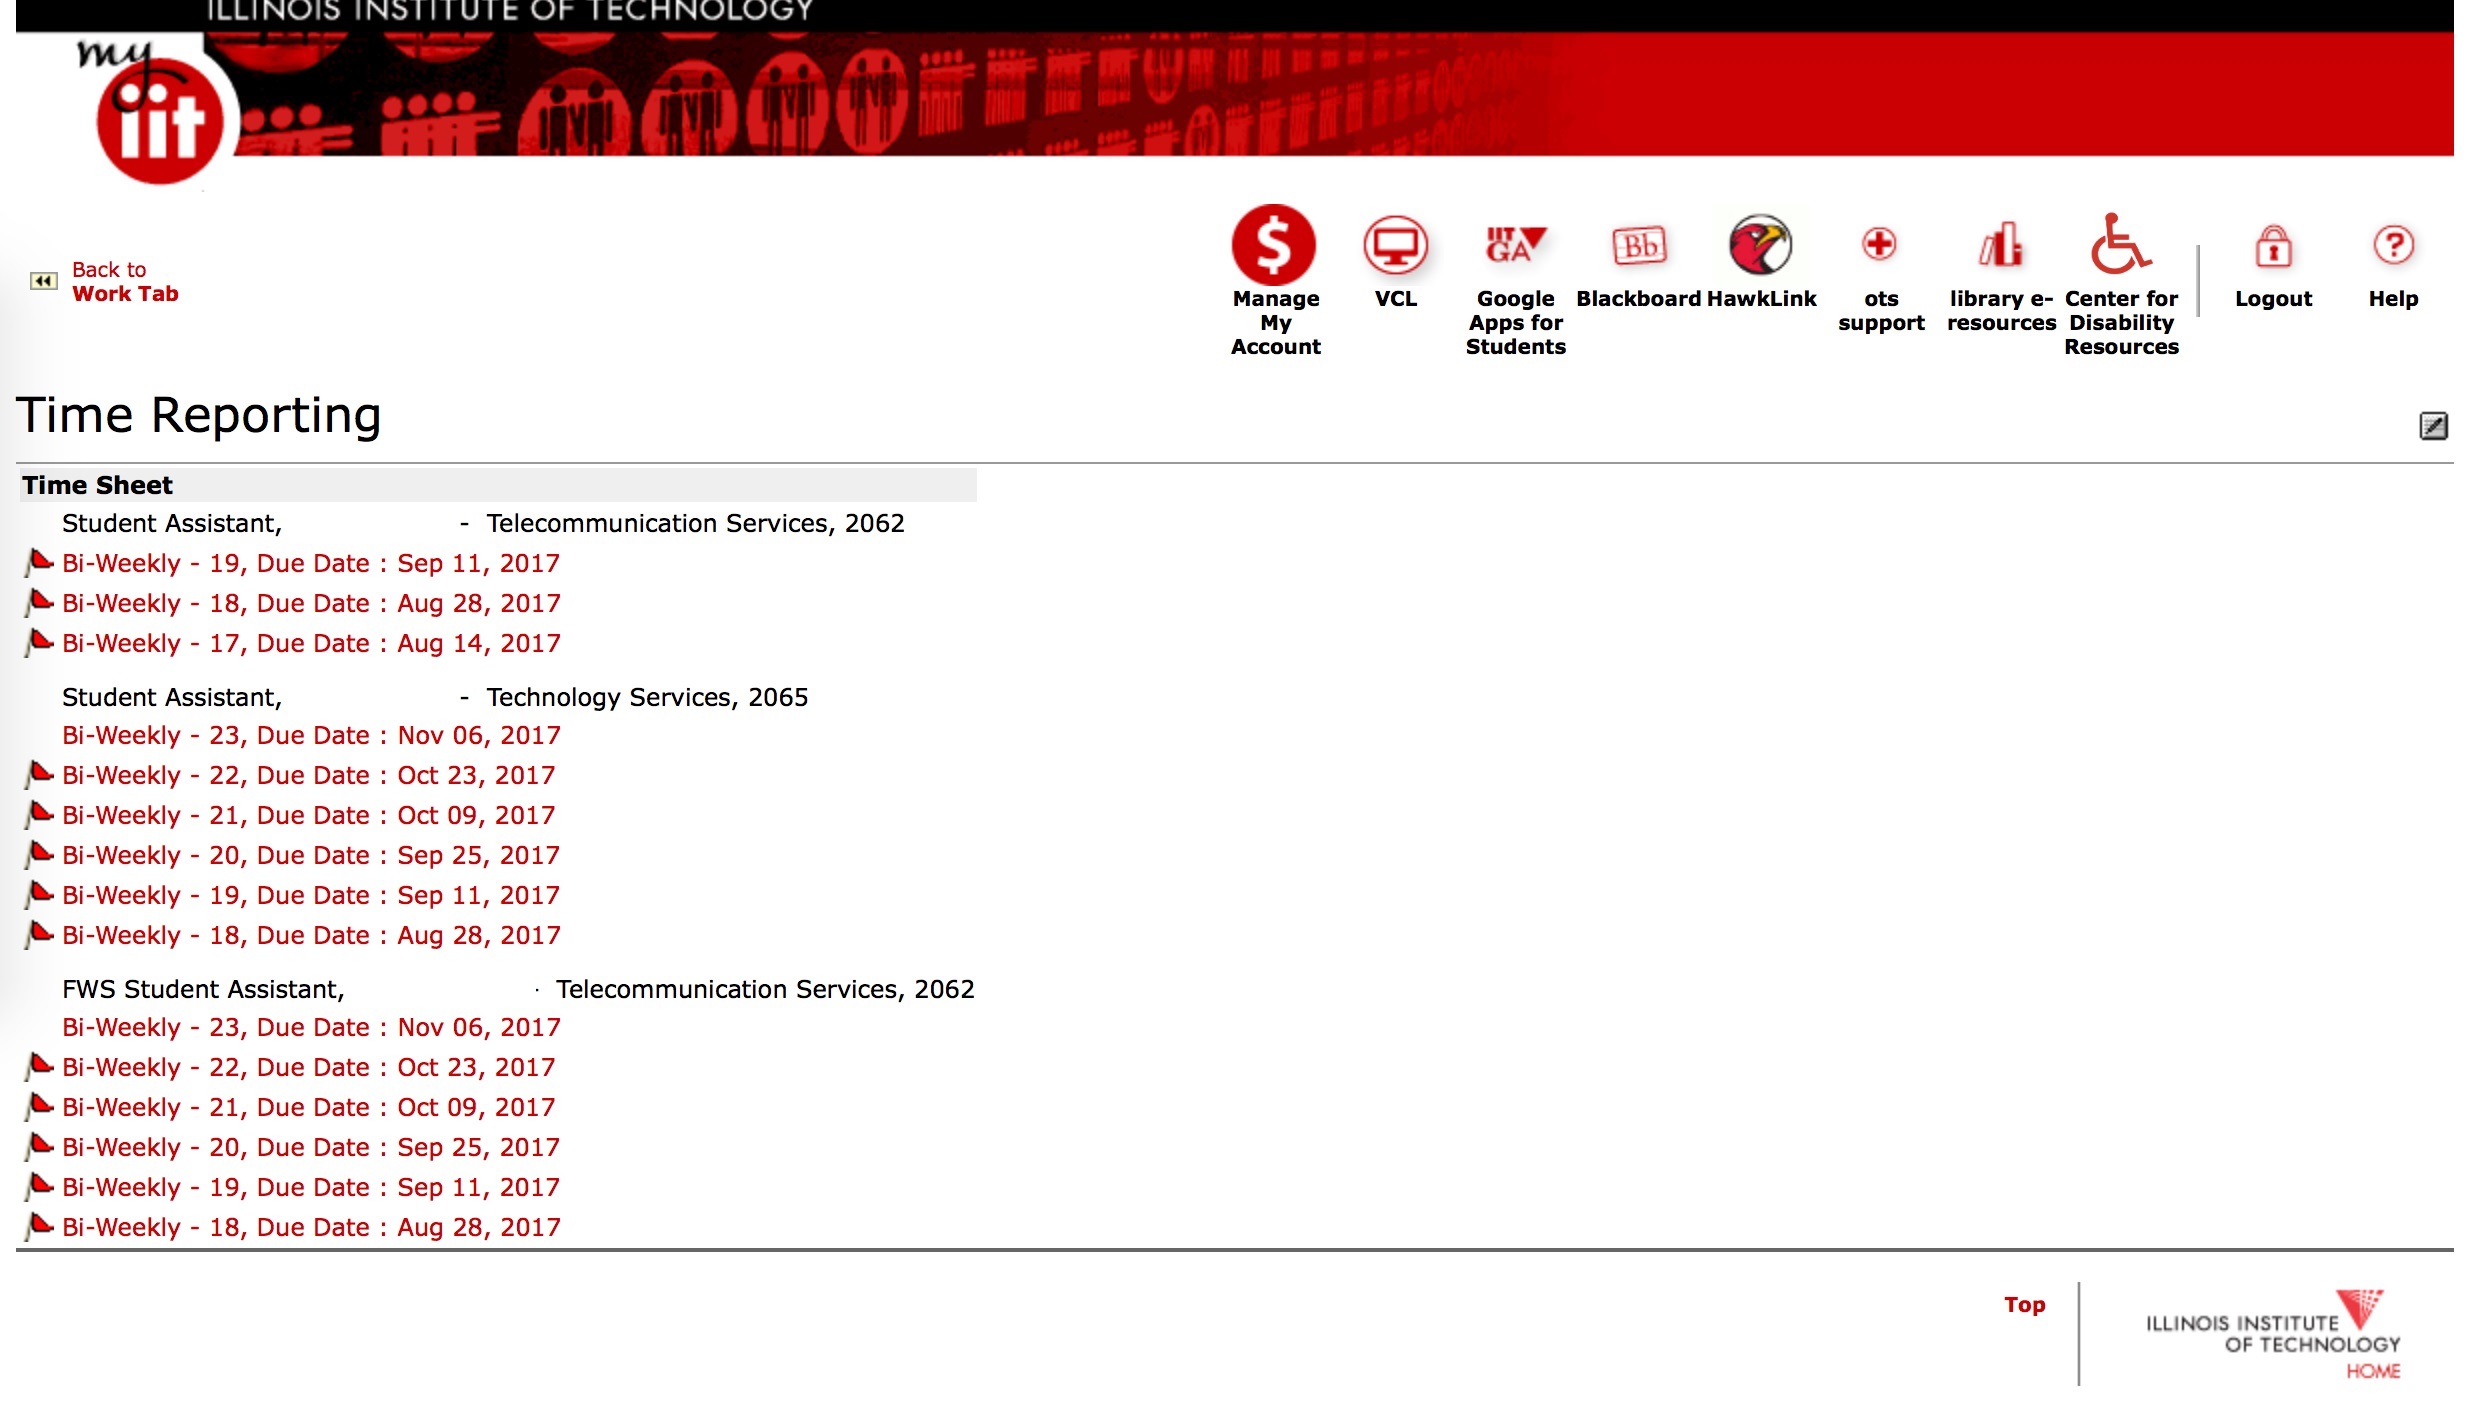 ILLINOIS INSTITUTE OF TECHNOLOGY
my
iit
Back to
Work Tab
Manage
My
Account
VCL
IIT
GA
Google
Apps for
Students
Bb
Blackboard
HawkLink
ots
support
library e-
resources
Center for
Disability
Resources
Logout
Help
Time Reporting
Time Sheet
Student Assistant, - Telecommunication Services, 2062
Bi-Weekly - 19, Due Date : Sep 11, 2017
Bi-Weekly - 18, Due Date : Aug 28, 2017
Bi-Weekly - 17, Due Date : Aug 14, 2017
Student Assistant, - Technology Services, 2065
Bi-Weekly - 23, Due Date : Nov 06, 2017
Bi-Weekly - 22, Due Date : Oct 23, 2017
Bi-Weekly - 21, Due Date : Oct 09, 2017
Bi-Weekly - 20, Due Date : Sep 25, 2017
Bi-Weekly - 19, Due Date : Sep 11, 2017
Bi-Weekly - 18, Due Date : Aug 28, 2017
FWS Student Assistant, · Telecommunication Services, 2062
Bi-Weekly - 23, Due Date : Nov 06, 2017
Bi-Weekly - 22, Due Date : Oct 23, 2017
Bi-Weekly - 21, Due Date : Oct 09, 2017
Bi-Weekly - 20, Due Date : Sep 25, 2017
Bi-Weekly - 19, Due Date : Sep 11, 2017
Bi-Weekly - 18, Due Date : Aug 28, 2017
Top
ILLINOIS INSTITUTE
OF TECHNOLOGY
HOME